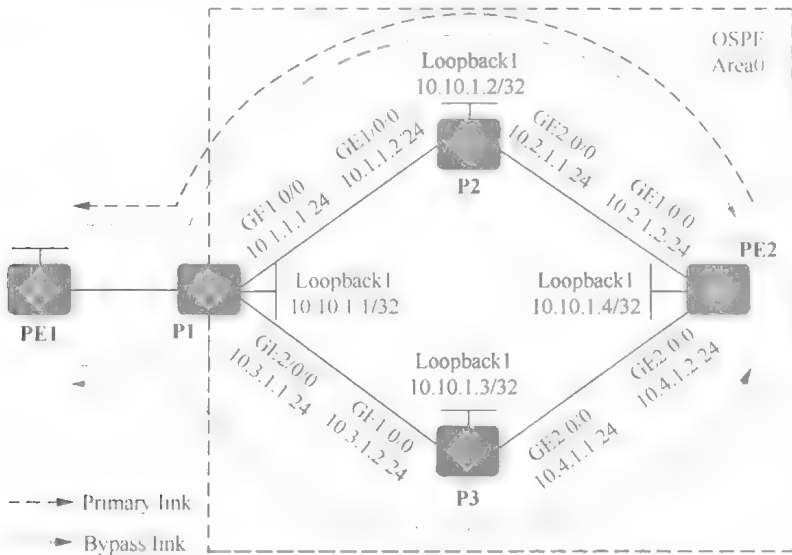 OSPF
Area0
Loopback1
10.10.1.2/32
GE1/0/0
10.1.1.2/24
GE2/0/0
10.2.1.1/24
P2
GE1/0/0
10.1.1.1/24
GE1/0/0
10.2.1.2/24
PE2
Loopback1
10.10.1.1/32
Loopback1
10.10.1.4/32
PE1
P1
GE2/0/0
10.3.1.1/24
Loopback1
10.10.1.3/32
GE2/0/0
10.4.1.2/24
GE1/0/0
10.3.1.2/24
GE2/0/0
10.4.1.1/24
P3
Primary link
Bypass link